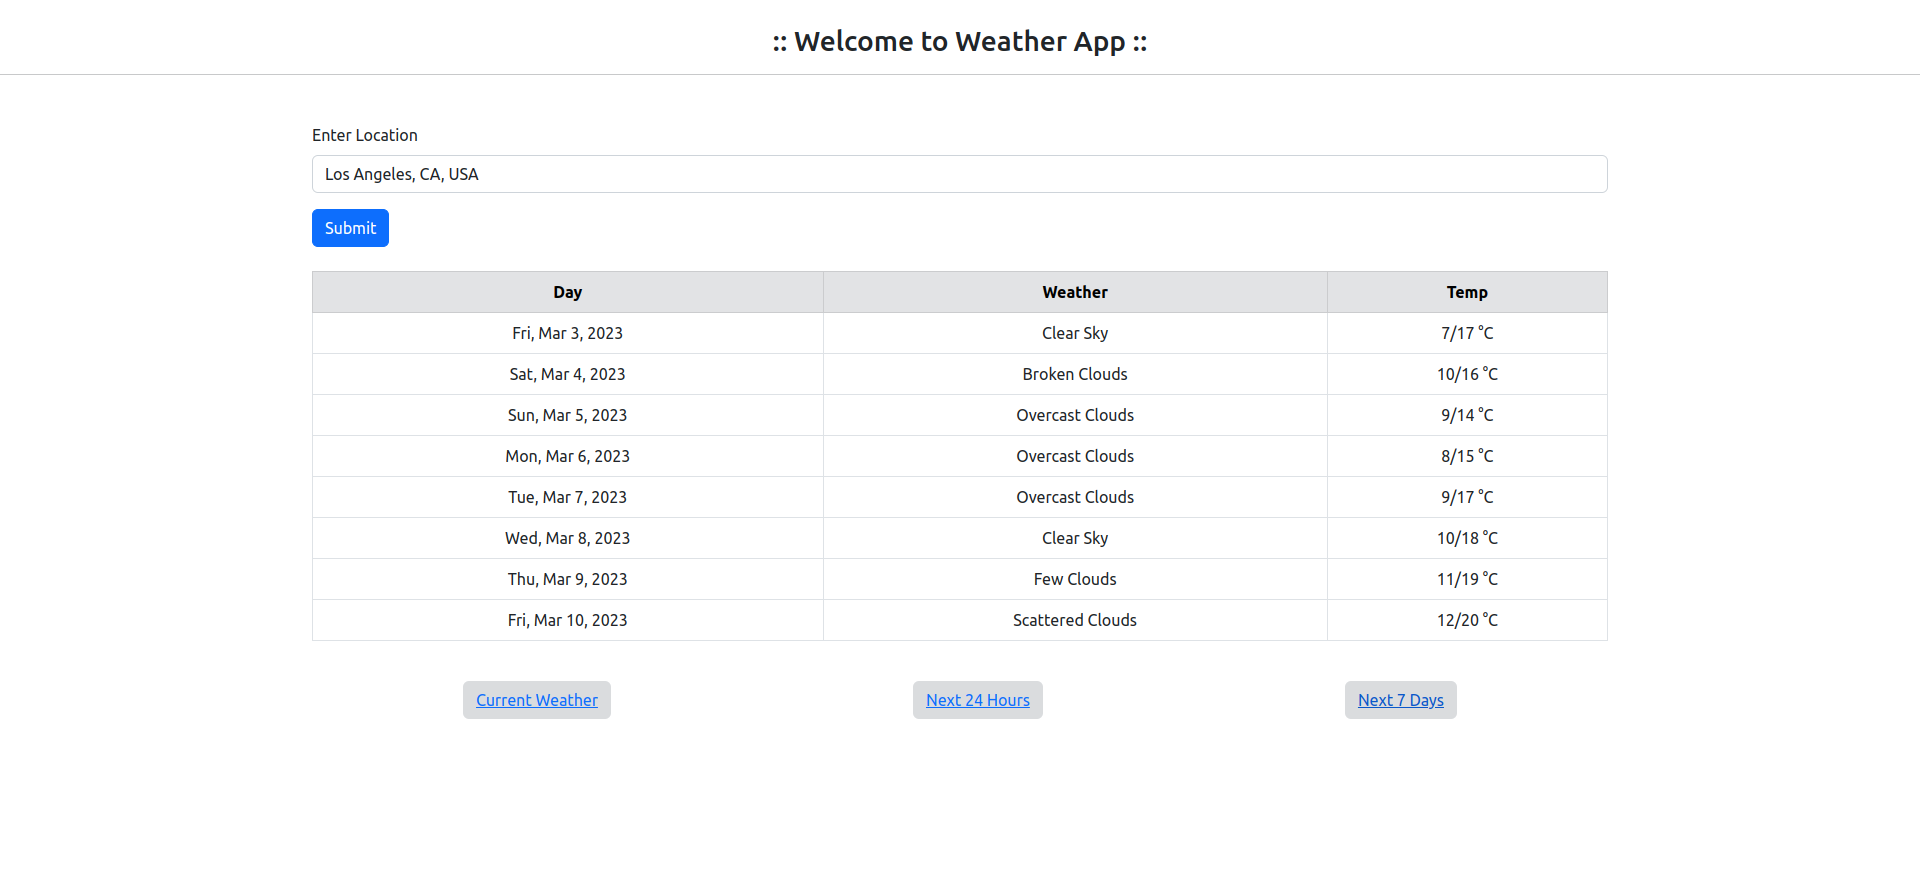 :: Welcome to Weather App ::
Enter Location
Los Angeles, CA, USA
Submit
Day Weather Temp
Fri, Mar 3, 2023 Clear Sky 7/17 °C
Sat, Mar 4, 2023 Broken Clouds 10/16 °C
Sun, Mar 5, 2023 Overcast Clouds 9/14 °C
Mon, Mar 6, 2023 Overcast Clouds 8/15 °C
Tue, Mar 7, 2023 Overcast Clouds 9/17 °C
Wed, Mar 8, 2023 Clear Sky 10/18 °C
Thu, Mar 9, 2023 Few Clouds 11/19 °C
Fri, Mar 10, 2023 Scattered Clouds 12/20 °C
Current Weather Next 24 Hours Next 7 Days